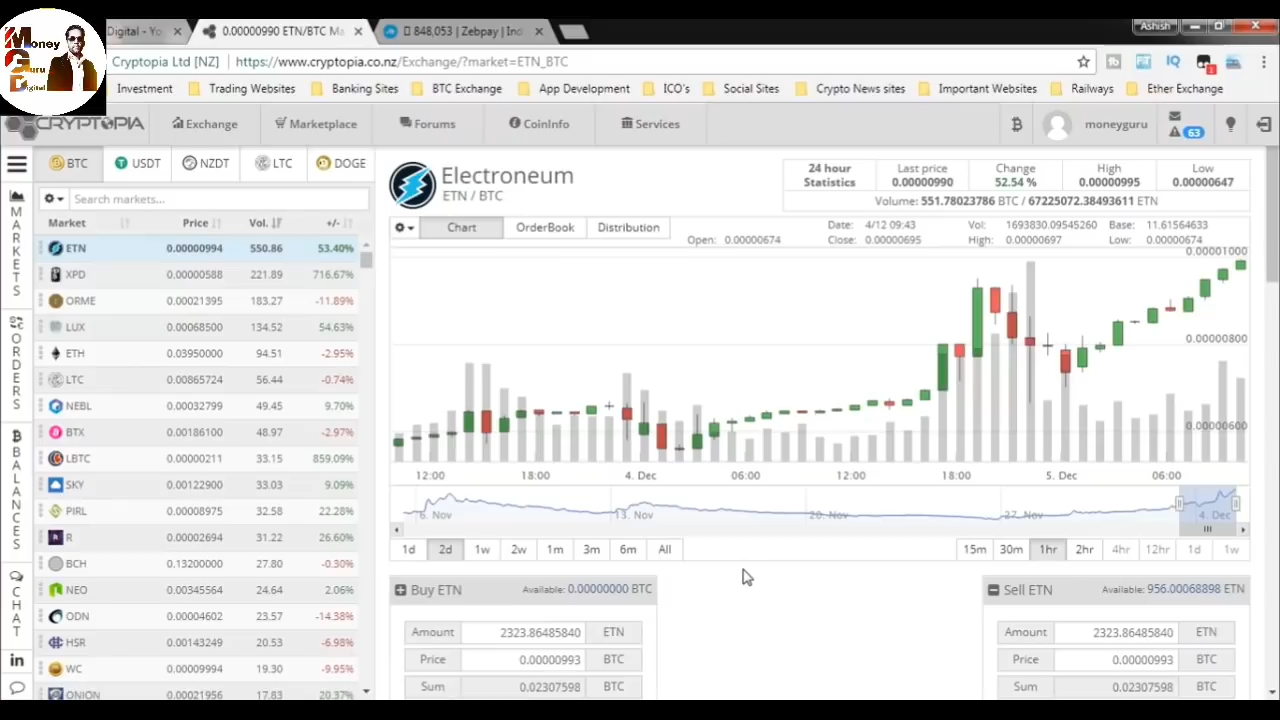 Money
Guru
Digital
Digital - Yo
0.00000990 ETN/BTC Ma
848,053 | Zebpay | Ind
Ashish
Cryptopia Ltd [NZ]
https://www.cryptopia.co.nz/Exchange/?market=ETN_BTC
Investment Trading Websites Banking Sites BTC Exchange App Development ICO's Social Sites Crypto News sites Important Websites Railways Ether Exchange
CRYPTOPIA Exchange Marketplace Forums CoinInfo Services moneyguru 63
BTC USDT NZDT LTC DOGE
Search markets...
Market Price Vol. +/-
ETN 0.00000994 550.86 53.40%
XPD 0.00000588 221.89 716.67%
ORME 0.00021395 183.27 -11.89%
LUX 0.00068500 134.52 54.63%
ETH 0.03950000 94.51 -2.95%
LTC 0.00865724 56.44 -0.74%
NEBL 0.00032799 49.45 9.70%
BTX 0.00186100 48.97 -2.97%
LBTC 0.00000211 33.15 859.09%
SKY 0.00122900 33.03 9.09%
PIRL 0.00008975 32.58 22.28%
R 0.00002694 31.22 26.60%
BCH 0.13200000 27.80 -0.30%
NEO 0.00345564 24.64 2.06%
ODN 0.00004602 23.57 -14.38%
HSR 0.00143249 20.53 -6.98%
WC 0.00009994 19.30 -9.95%
ONION 0.00021956 17.83 20.37%
MARKETS
ORDERS
BALANCES
CHAT
Electroneum
ETN / BTC
24 hour Last price Change High Low
Statistics 0.00000990 52.54 % 0.00000995 0.00000647
Volume: 551.78023786 BTC / 67225072.38493611 ETN
Chart OrderBook Distribution
Date: 4/12 09:43 Vol: 1693830.09545260 Base: 11.61564633
Open: 0.00000674 Close: 0.00000695 High: 0.00000697 Low: 0.00000674
0.00001000
0.00000800
0.00000600
12:00 18:00 4. Dec 06:00 12:00 18:00 5. Dec 06:00
6. Nov 13. Nov 20. Nov 27. Nov 4. Dec
1d 2d 1w 2w 1m 3m 6m All 15m 30m 1hr 2hr 4hr 12hr 1d 1w
Buy ETN Available: 0.00000000 BTC
Amount 2323.86485840 ETN
Price 0.00000993 BTC
Sum 0.02307598 BTC
Sell ETN Available: 956.00068898 ETN
Amount 2323.86485840 ETN
Price 0.00000993 BTC
Sum 0.02307598 BTC